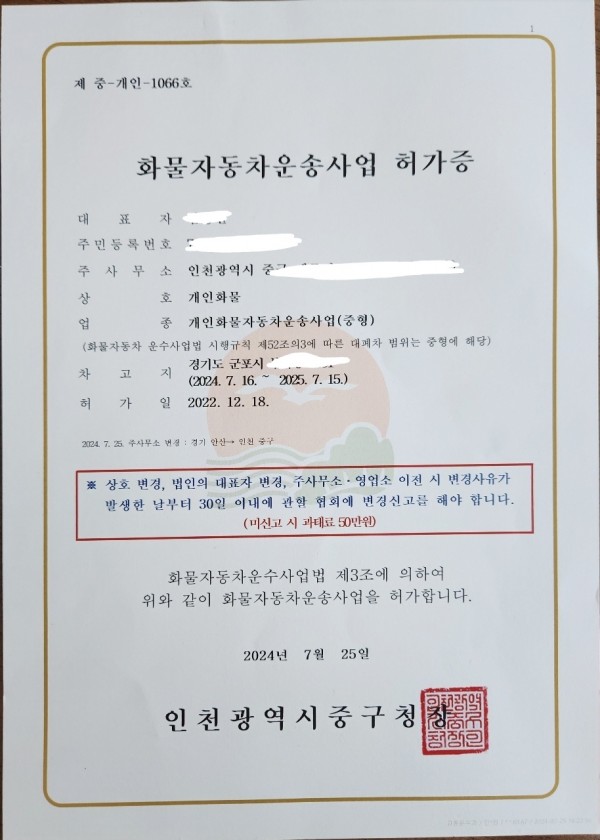 1
제 중-개인-1066호
화물자동차운송사업 허가증
대 표 자
주민등록번호
주 사 무 소 인천광역시 중구
상 호 개인화물
업 종 개인화물자동차운송사업(중형)
(화물자동차 운수사업법 시행규칙 제52조의3에 따른 대폐차 범위는 중형에 해당)
차 고 지 경기도 군포시
(2024. 7. 16. ~ 2025. 7. 15.)
허 가 일 2022. 12. 18.
2024. 7. 25. 주사무소 변경 : 경기 안산→ 인천 중구
※ 상호 변경, 법인의 대표자 변경, 주사무소·영업소 이전 시 변경사유가
발생한 날부터 30일 이내에 관할 협회에 변경신고를 해야 합니다.
(미신고 시 과태료 50만원)
화물자동차운수사업법 제3조에 의하여
위와 같이 화물자동차운송사업을 허가합니다.
2024년 7월 25일
인천광역시중구청장